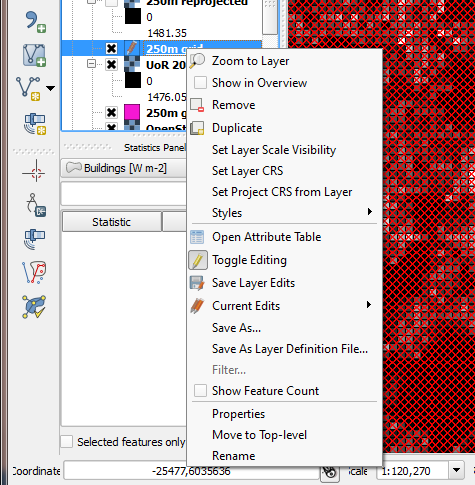 250m reprojected
0
1481.35
250m grid
UoR 20
0
1476.05
250m g
OpenSt
Statistics Panel
Buildings [W m-2]
Statistic
Zoom to Layer
Show in Overview
Remove
Duplicate
Set Layer Scale Visibility
Set Layer CRS
Set Project CRS from Layer
Styles
Open Attribute Table
Toggle Editing
Save Layer Edits
Current Edits
Save As...
Save As Layer Definition File...
Filter...
Show Feature Count
Properties
Move to Top-level
Rename
Selected features only
Coordinate
-25477,6035636
Scale
1:120,270